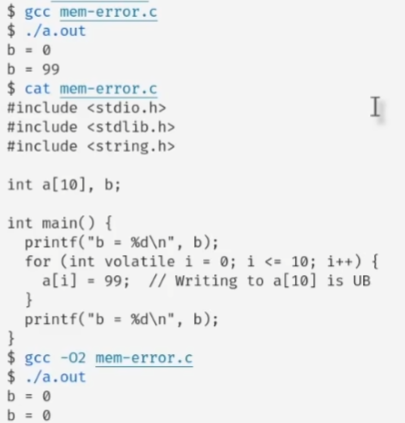 $ gcc mem-error.c
$ ./a.out
b = 0
b = 99
$ cat mem-error.c
#include <stdio.h>
#include <stdlib.h>
#include <string.h>
int a[10], b;
int main() {
  printf("b = %d\n", b);
  for (int volatile i = 0; i <= 10; i++) {
    a[i] = 99;  // Writing to a[10] is UB
  }
  printf("b = %d\n", b);
}
$ gcc -O2 mem-error.c
$ ./a.out
b = 0
b = 0